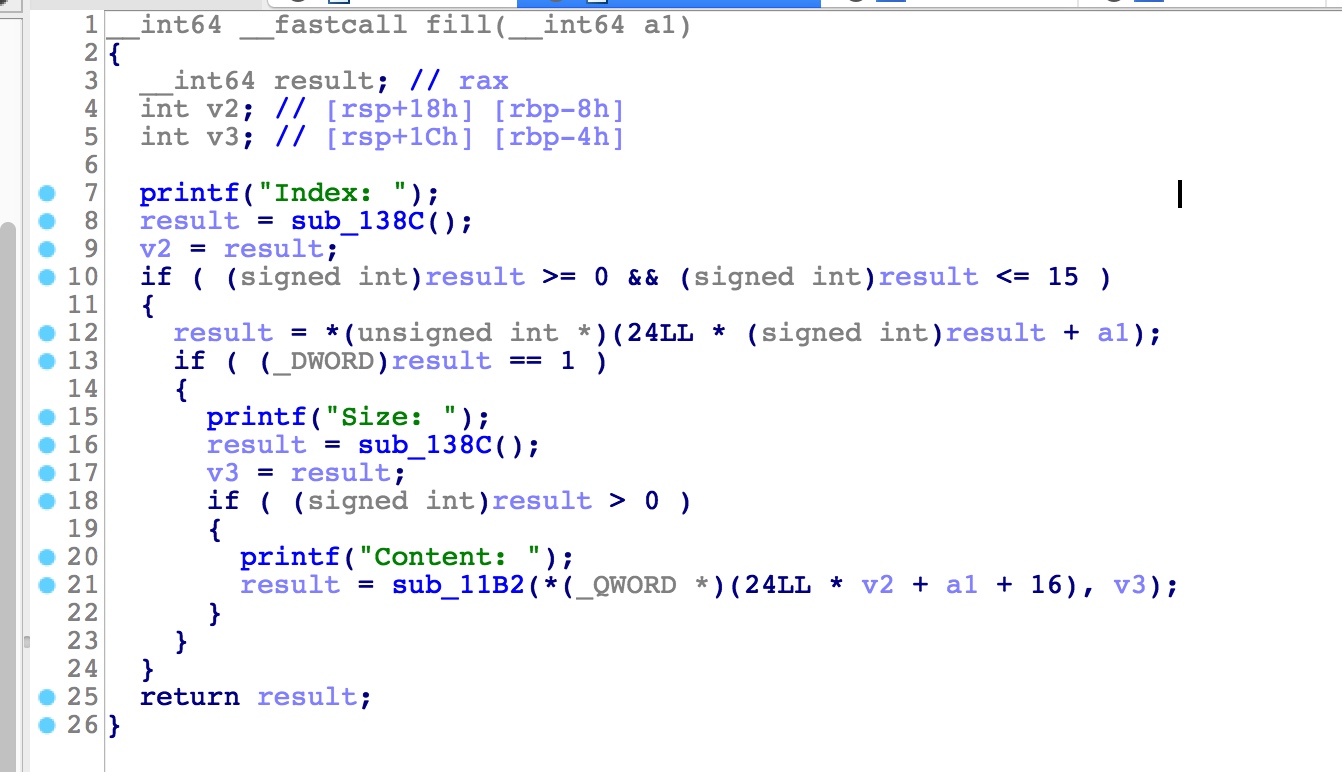 1 __int64 __fastcall fill(__int64 a1)
2 {
3   __int64 result; // rax
4   int v2; // [rsp+18h] [rbp-8h]
5   int v3; // [rsp+1Ch] [rbp-4h]
6
7   printf("Index: ");
8   result = sub_138C();
9   v2 = result;
10   if ( (signed int)result >= 0 && (signed int)result <= 15 )
11   {
12     result = *(unsigned int *)(24LL * (signed int)result + a1);
13     if ( (_DWORD)result == 1 )
14     {
15       printf("Size: ");
16       result = sub_138C();
17       v3 = result;
18       if ( (signed int)result > 0 )
19       {
20         printf("Content: ");
21         result = sub_11B2(*(_QWORD *)(24LL * v2 + a1 + 16), v3);
22       }
23     }
24   }
25   return result;
26 }